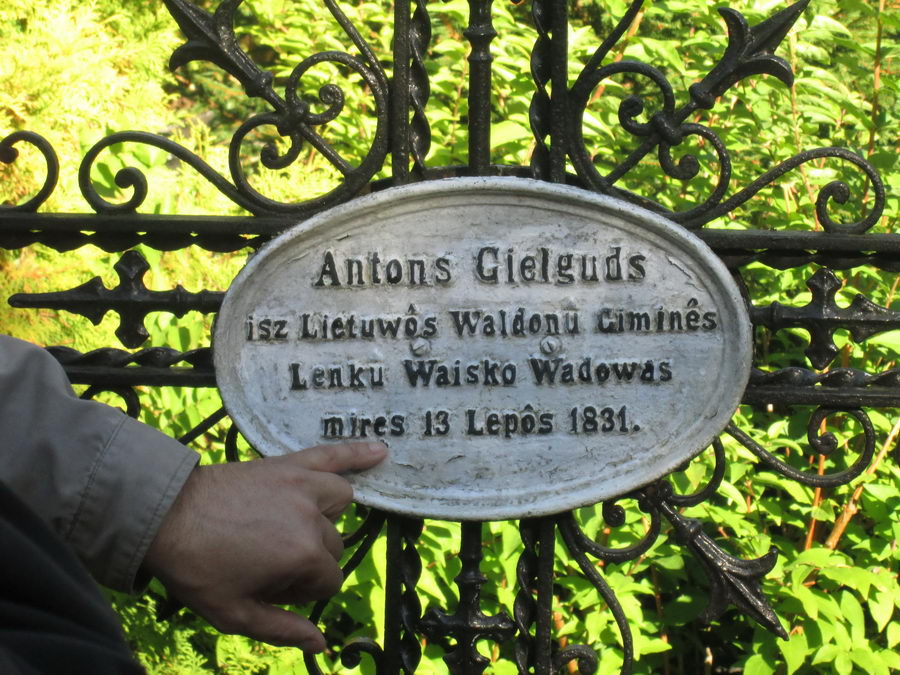 Antons Gielguds
isz Lietuwôs Waldonu Giminês
Lenku Waisko Wadowas
mires 13 Lepôs 1831.